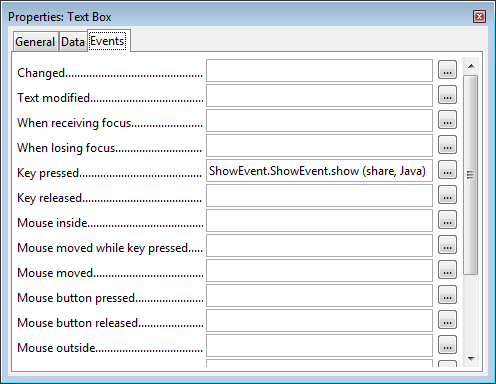 Properties: Text Box
General Data Events
Changed................................................ ...
Text modified........................................ ...
When receiving focus.............................. ...
When losing focus................................... ...
Key pressed........................................... ShowEvent.ShowEvent.show (share, Java) ...
Key released.......................................... ...
Mouse inside.......................................... ...
Mouse moved while key pressed..... ...
Mouse moved......................................... ...
Mouse button pressed............................ ...
Mouse button released........................... ...
Mouse outside........................................ ...